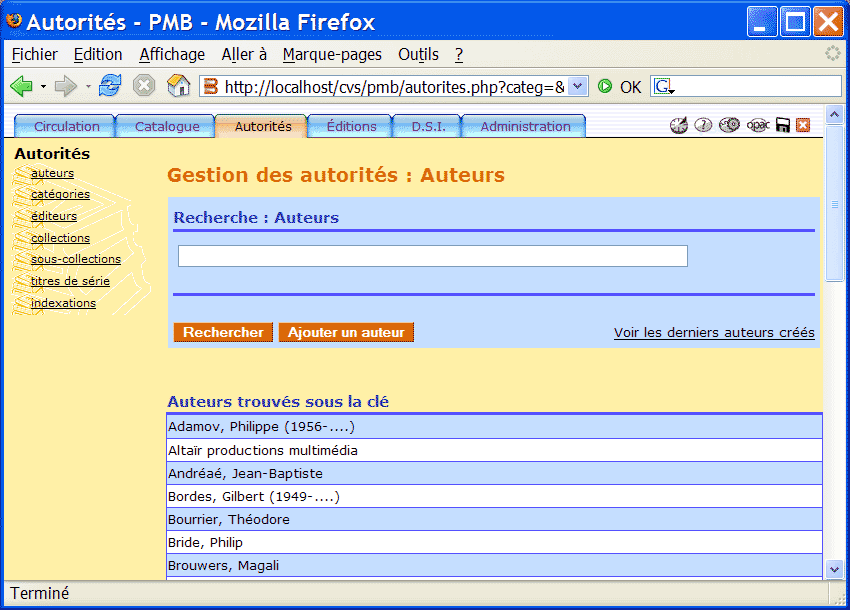 Autorités - PMB - Mozilla Firefox
Fichier Edition Affichage Aller à Marque-pages Outils ?
http://localhost/cvs/pmb/autorites.php?categ=& OK G
Circulation Catalogue Autorités Éditions D.S.I. Administration opac
Autorités
auteurs
catégories
éditeurs
collections
sous-collections
titres de série
indexations
Gestion des autorités : Auteurs
Recherche : Auteurs
Rechercher Ajouter un auteur Voir les derniers auteurs créés
Auteurs trouvés sous la clé
Adamov, Philippe (1956-....)
Altaïr productions multimédia
Andréaé, Jean-Baptiste
Bordes, Gilbert (1949-....)
Bourrier, Théodore
Bride, Philip
Brouwers, Magali
Terminé